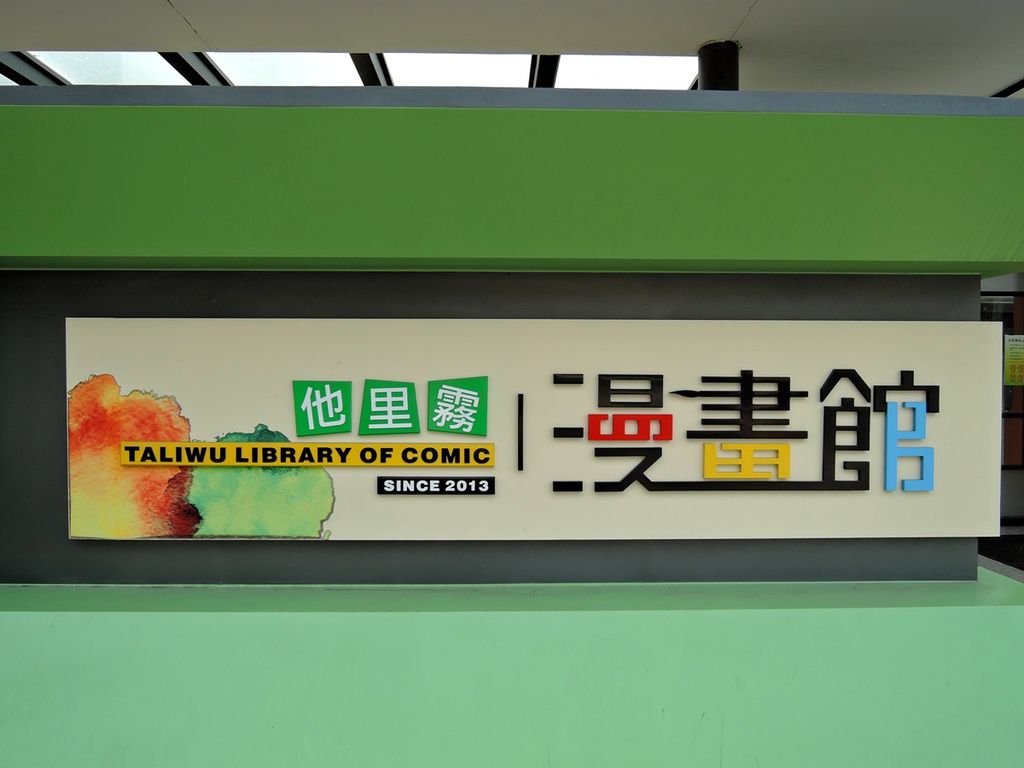 他里霧
TALIWU LIBRARY OF COMIC
SINCE 2013
漫畫館